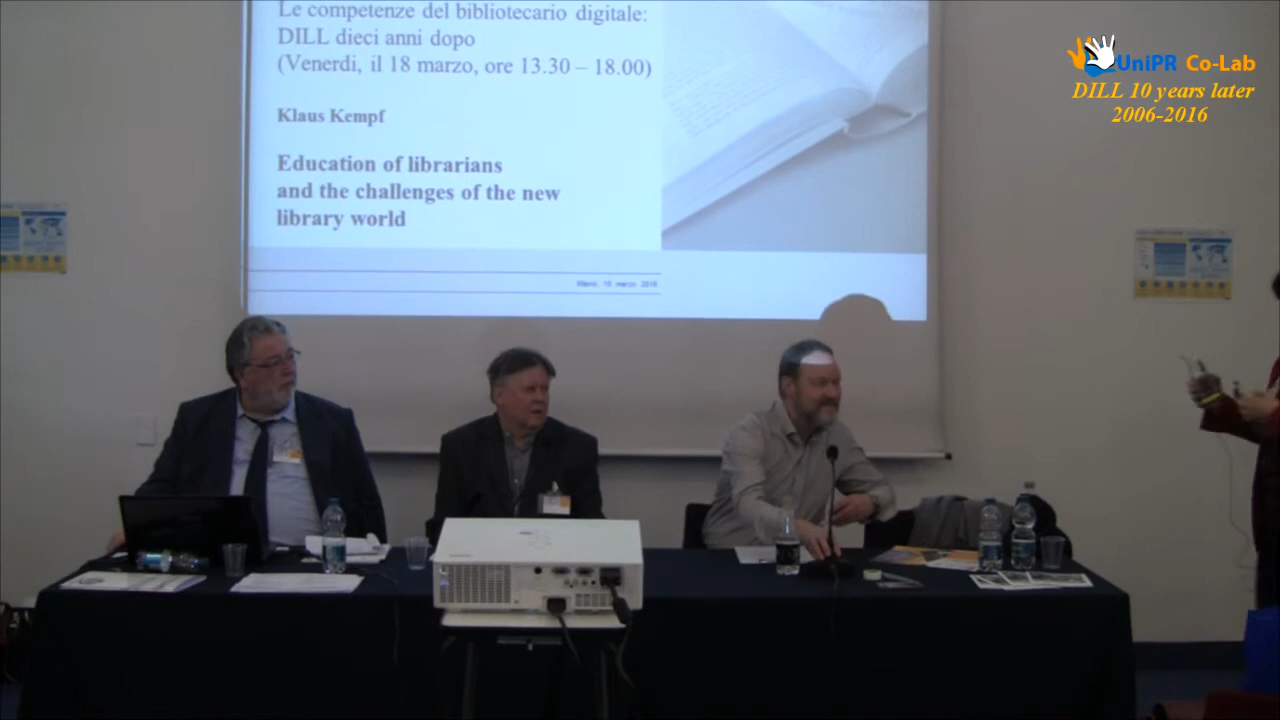 Le competenze del bibliotecario digitale:
DILL dieci anni dopo
(Venerdi, il 18 marzo, ore 13.30 – 18.00)
Klaus Kempf
Education of librarians
and the challenges of the new
library world
UniPR Co-Lab
DILL 10 years later
2006-2016